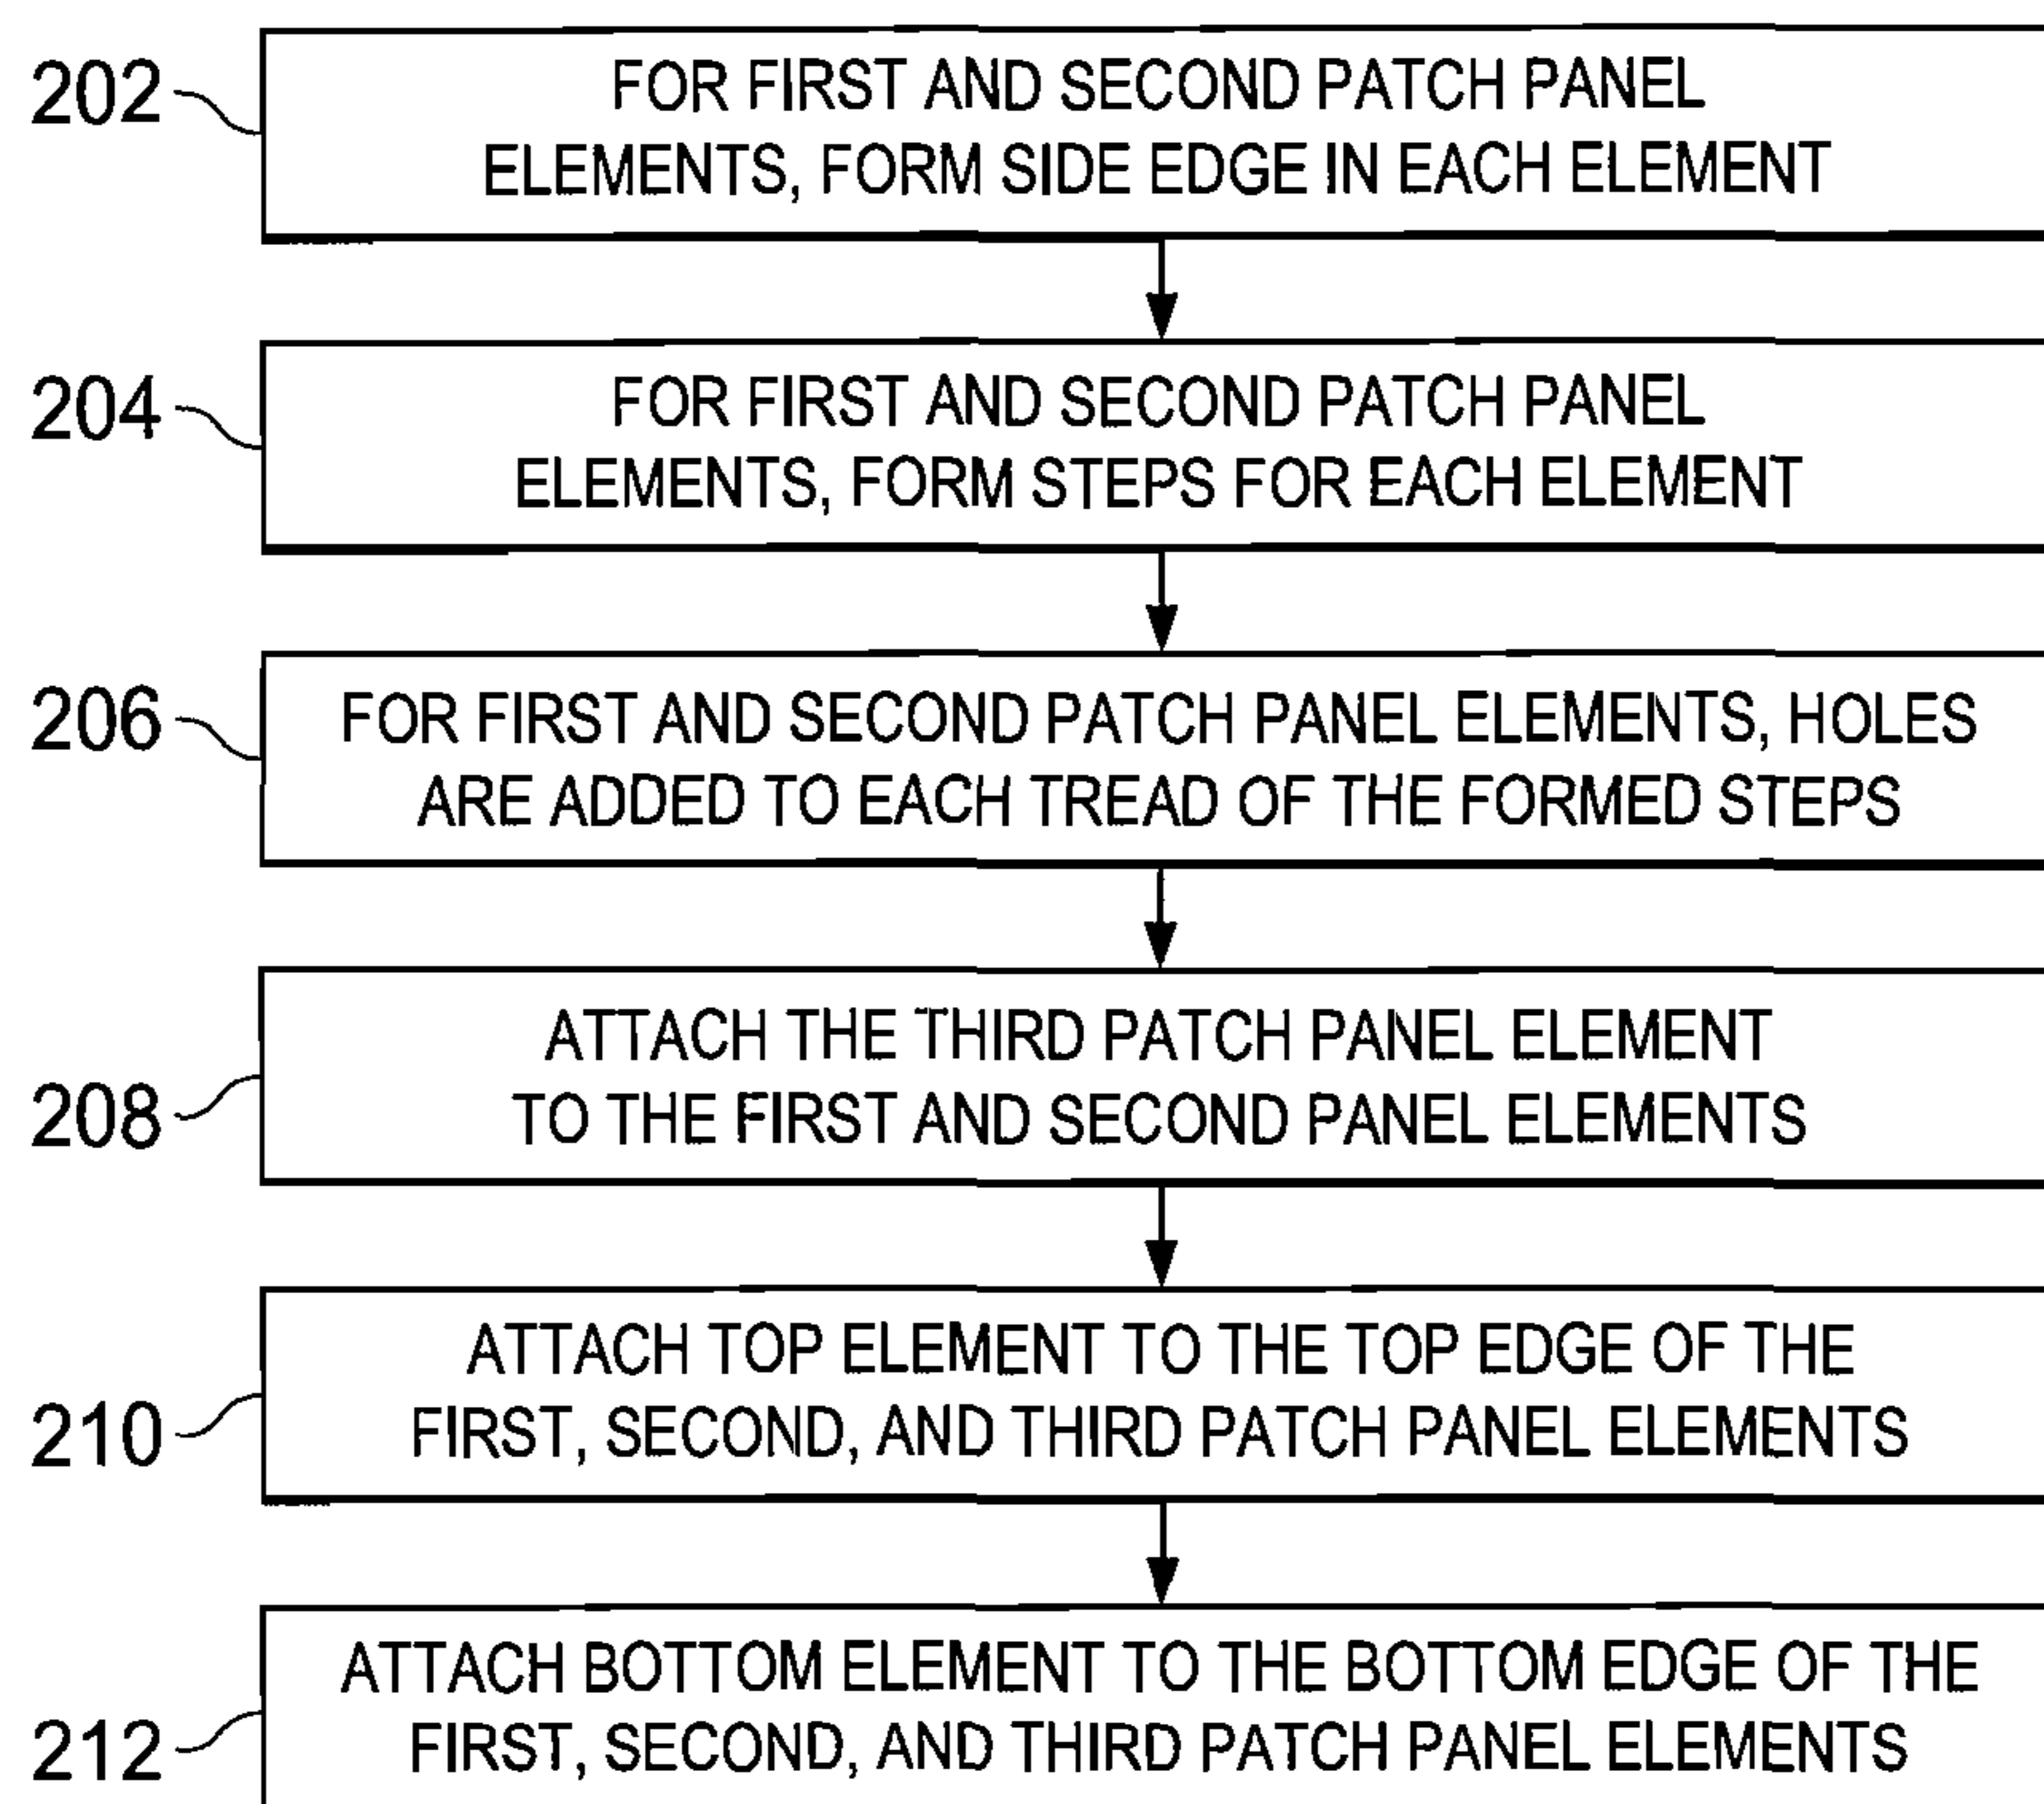 202
FOR FIRST AND SECOND PATCH PANEL
ELEMENTS, FORM SIDE EDGE IN EACH ELEMENT
204
FOR FIRST AND SECOND PATCH PANEL
ELEMENTS, FORM STEPS FOR EACH ELEMENT
206
FOR FIRST AND SECOND PATCH PANEL ELEMENTS, HOLES
ARE ADDED TO EACH TREAD OF THE FORMED STEPS
208
ATTACH THE THIRD PATCH PANEL ELEMENT
TO THE FIRST AND SECOND PANEL ELEMENTS
210
ATTACH TOP ELEMENT TO THE TOP EDGE OF THE
FIRST, SECOND, AND THIRD PATCH PANEL ELEMENTS
212
ATTACH BOTTOM ELEMENT TO THE BOTTOM EDGE OF THE
FIRST, SECOND, AND THIRD PATCH PANEL ELEMENTS